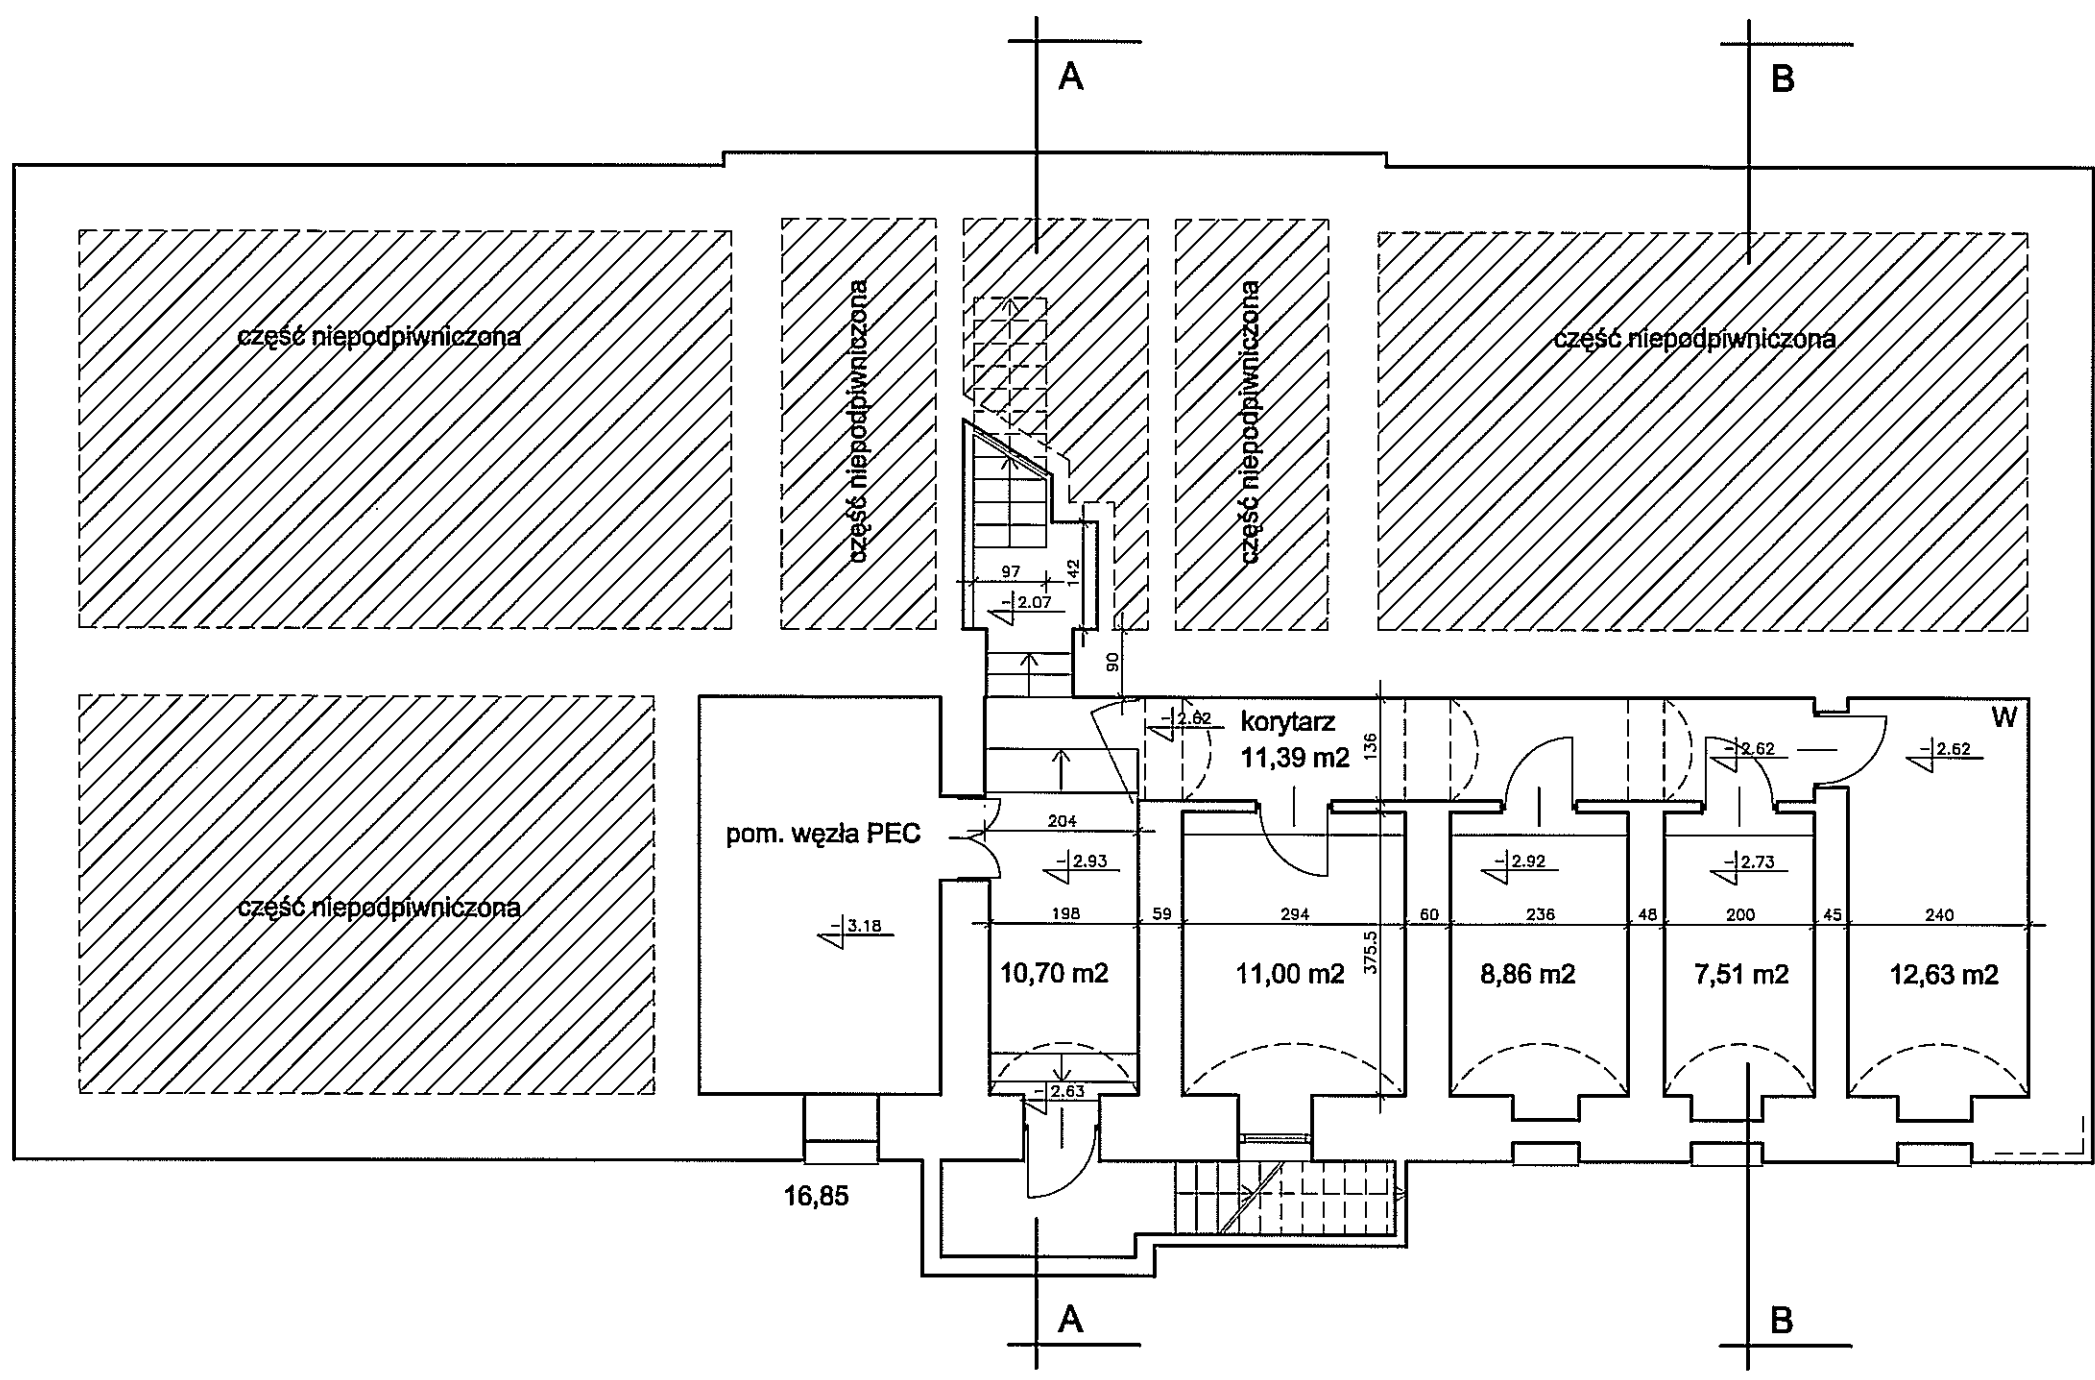 A
B
część niepodpiwniczona
część niepodpiwniczona
część niepodpiwniczona
część niepodpiwniczona
97
142
-2.07
90
-2.62
korytarz
11,39 m2
136
-2.62
-2.62
W
pom. węzła PEC
204
-2.93
-2.92
-2.73
część niepodpiwniczona
-3.18
198
59
294
375.5
60
236
48
200
45
240
10,70 m2
11,00 m2
8,86 m2
7,51 m2
12,63 m2
-2.63
16,85
A
B